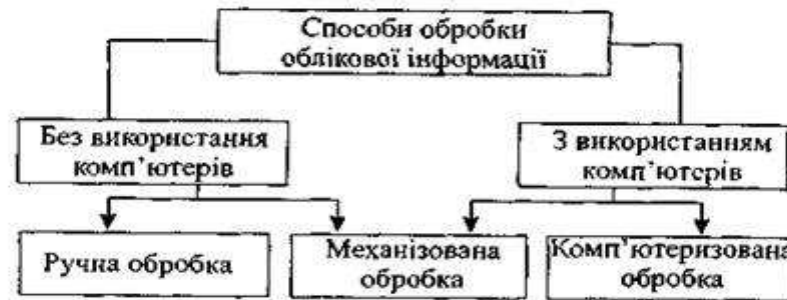 Способи обробки
облікової інформації
Без використання
комп’ютерів
З використанням
комп’ютерів
Ручна обробка
Механізована
обробка
Комп’ютеризована
обробка